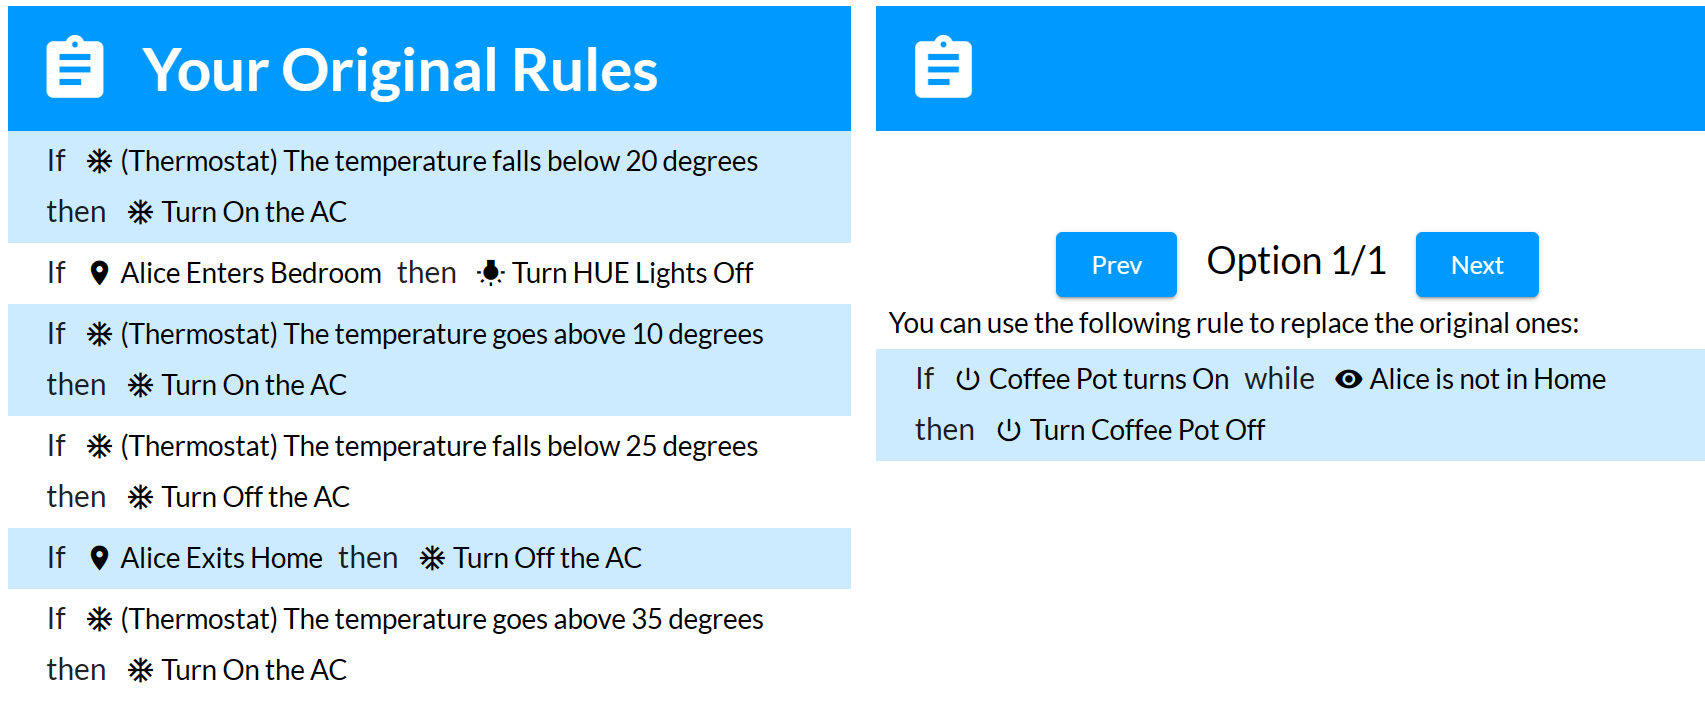 Your Original Rules
If (Thermostat) The temperature falls below 20 degrees
then Turn On the AC
If Alice Enters Bedroom then Turn HUE Lights Off
If (Thermostat) The temperature goes above 10 degrees
then Turn On the AC
If (Thermostat) The temperature falls below 25 degrees
then Turn Off the AC
If Alice Exits Home then Turn Off the AC
If (Thermostat) The temperature goes above 35 degrees
then Turn On the AC
Prev Option 1/1 Next
You can use the following rule to replace the original ones:
If Coffee Pot turns On while Alice is not in Home
then Turn Coffee Pot Off